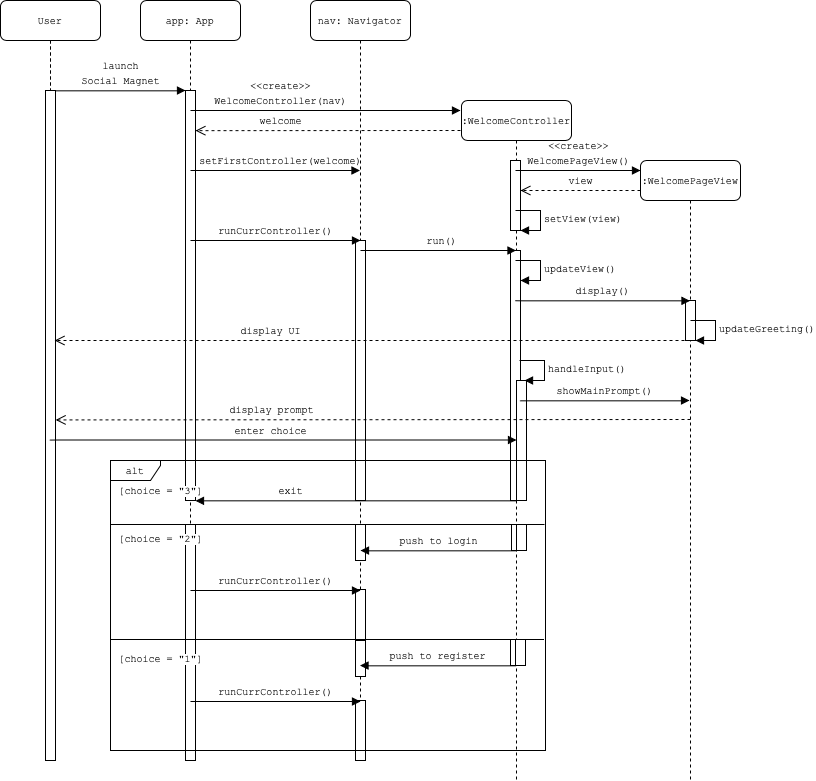 User
app: App
nav: Navigator
launch
Social Magnet
<<create>>
WelcomeController(nav)
:WelcomeController
welcome
<<create>>
setFirstController(welcome)
WelcomePageView()
:WelcomePageView
view
setView(view)
runCurrController()
run()
updateView()
display()
display UI
updateGreeting()
handleInput()
showMainPrompt()
display prompt
enter choice
alt
[choice = "3"]
exit
[choice = "2"]
push to login
runCurrController()
[choice = "1"]
push to register
runCurrController()